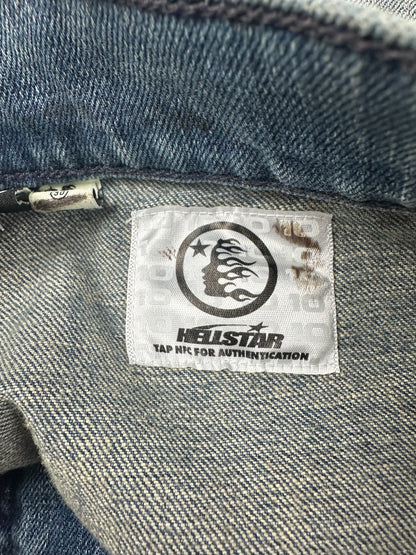 HELLSTAR
TAP NFC FOR AUTHENTICATION